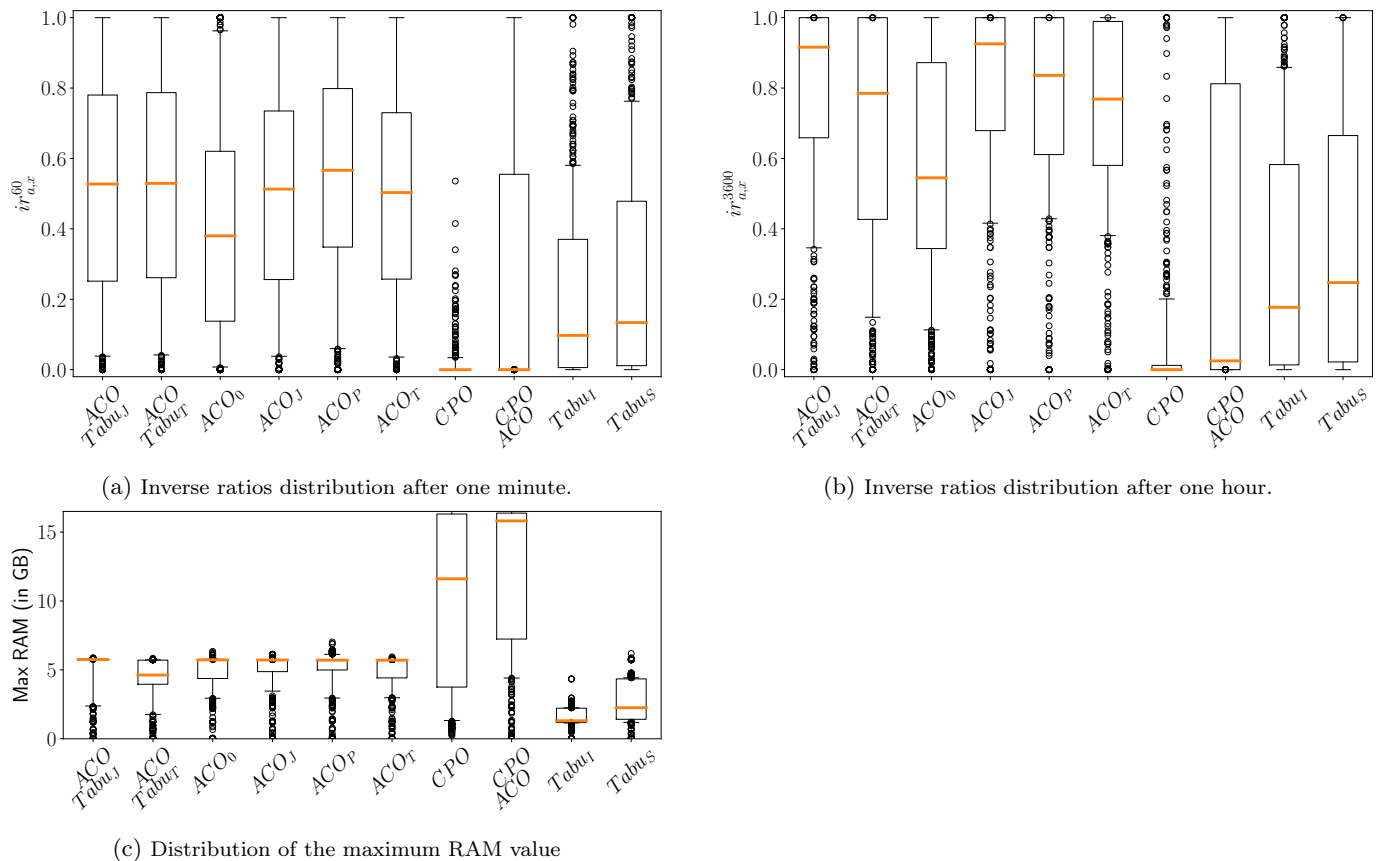 1.0
0.8
0.6
0.4
0.2
0.0
ir^{60}_{a,x}
ACO Tabu_J
ACO Tabu_T
ACO_0
ACO_J
ACO_P
ACO_T
CPO
CPO ACO
Tabu_I
Tabu_S
(a) Inverse ratios distribution after one minute.
1.0
0.8
0.6
0.4
0.2
0.0
ir^{3600}_{a,x}
ACO Tabu_J
ACO Tabu_T
ACO_0
ACO_J
ACO_P
ACO_T
CPO
CPO ACO
Tabu_I
Tabu_S
(b) Inverse ratios distribution after one hour.
15
10
5
0
Max RAM (in GB)
ACO Tabu_J
ACO Tabu_T
ACO_0
ACO_J
ACO_P
ACO_T
CPO
CPO ACO
Tabu_I
Tabu_S
(c) Distribution of the maximum RAM value